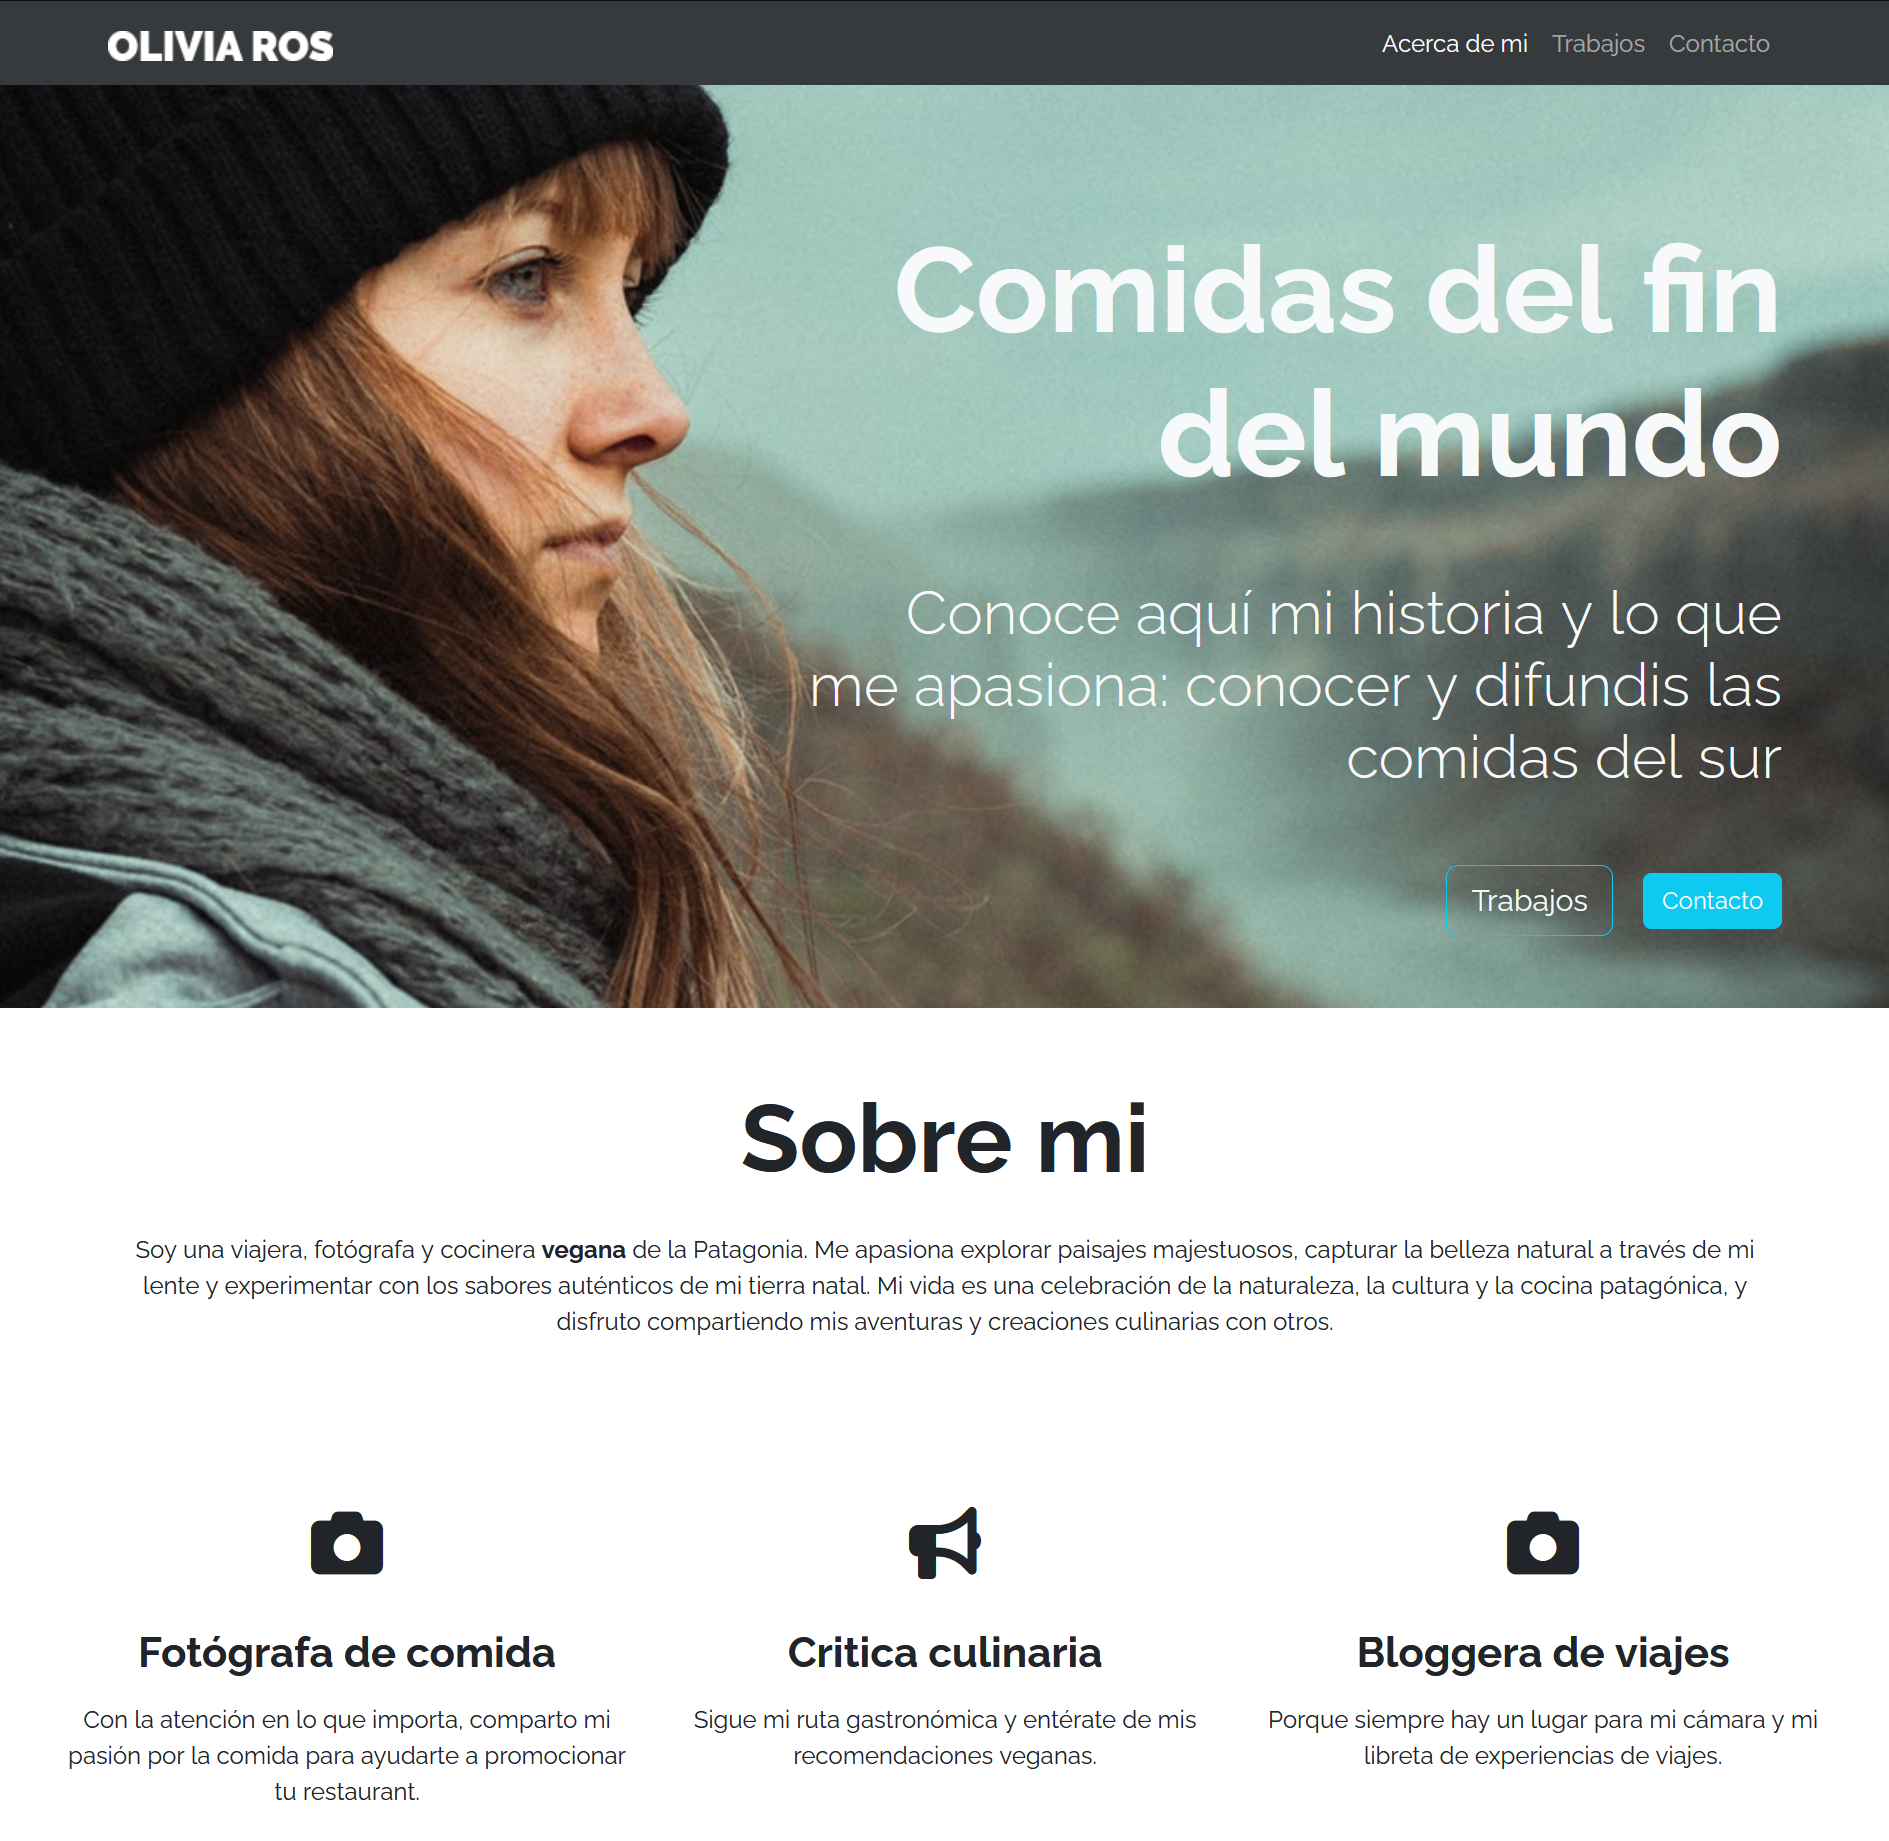 OLIVIA ROS
Acerca de mi Trabajos Contacto
Comidas del fin
del mundo
Conoce aquí mi historia y lo que
me apasiona: conocer y difundis las
comidas del sur
Trabajos Contacto
Sobre mi
Soy una viajera, fotógrafa y cocinera vegana de la Patagonia. Me apasiona explorar paisajes majestuosos, capturar la belleza natural a través de mi
lente y experimentar con los sabores auténticos de mi tierra natal. Mi vida es una celebración de la naturaleza, la cultura y la cocina patagónica, y
disfruto compartiendo mis aventuras y creaciones culinarias con otros.
Fotógrafa de comida
Con la atención en lo que importa, comparto mi
pasión por la comida para ayudarte a promocionar
tu restaurant.
Critica culinaria
Sigue mi ruta gastronómica y entérate de mis
recomendaciones veganas.
Bloggera de viajes
Porque siempre hay un lugar para mi cámara y mi
libreta de experiencias de viajes.